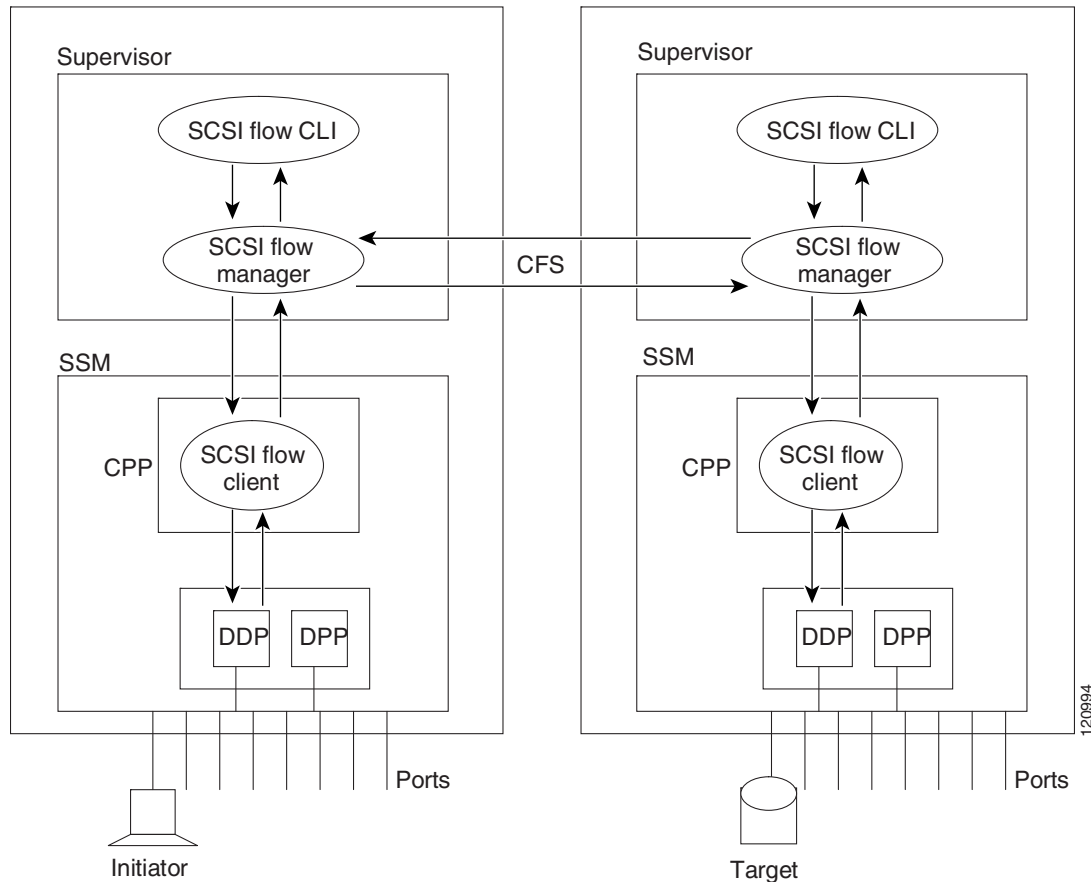 Supervisor
SCSI flow CLI
SCSI flow
manager
SSM
CPP
SCSI flow
client
DDP
DPP
Ports
Initiator
CFS
Supervisor
SCSI flow CLI
SCSI flow
manager
SSM
CPP
SCSI flow
client
DDP
DPP
Ports
Target
120994